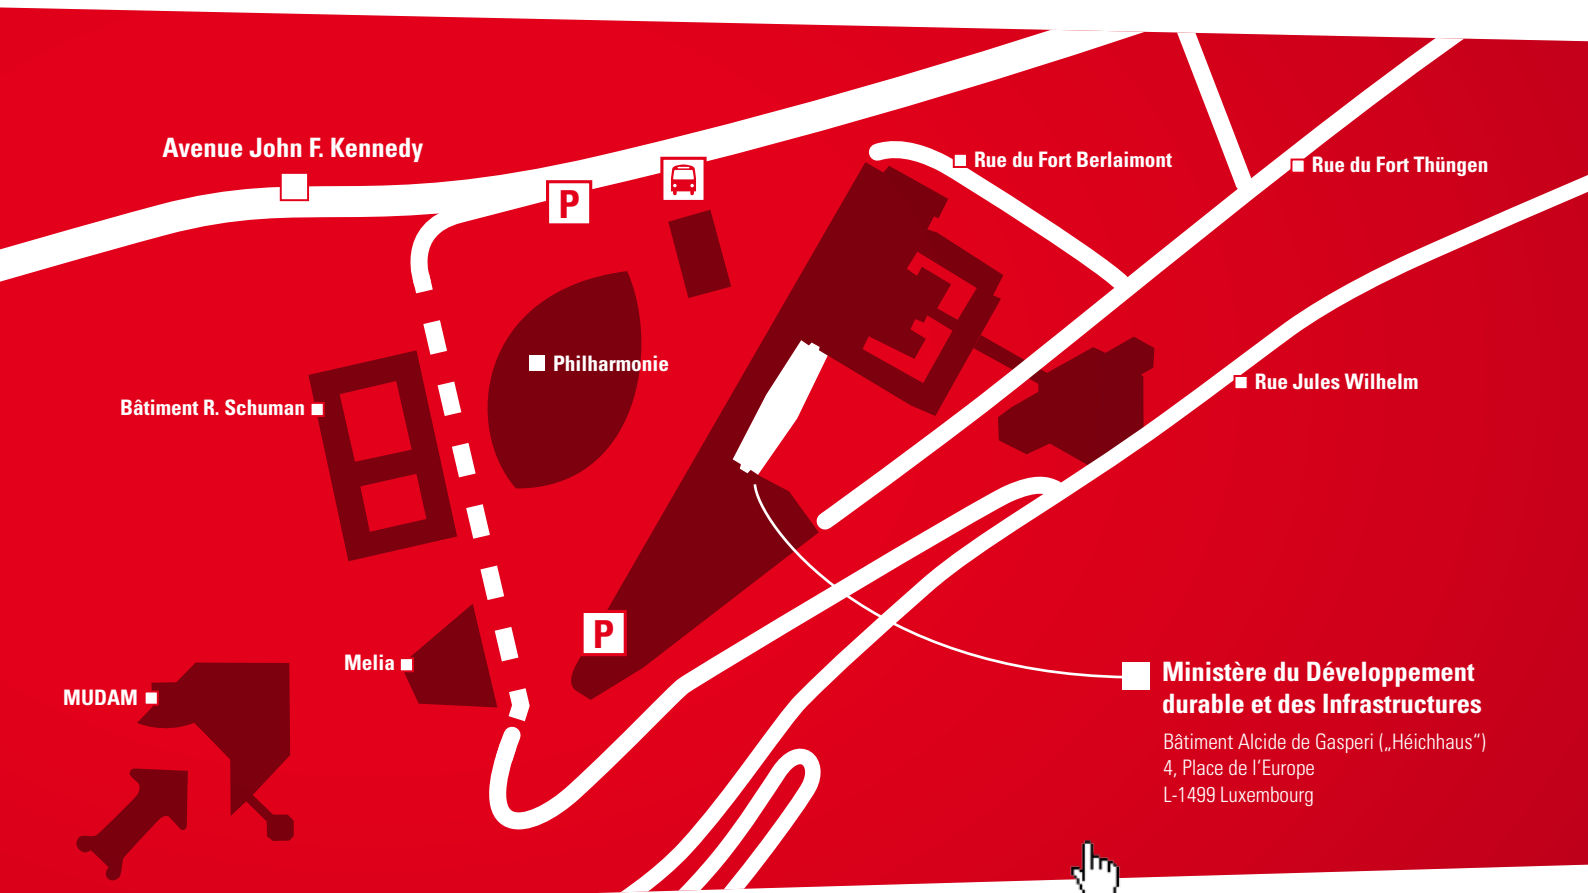 Avenue John F. Kennedy
P
Rue du Fort Berlaimont
Rue du Fort Thüngen
Philharmonie
Rue Jules Wilhelm
Bâtiment R. Schuman
P
Melia
MUDAM
Ministère du Développement
durable et des Infrastructures
Bâtiment Alcide de Gasperi („Héichhaus“)
4, Place de l'Europe
L-1499 Luxembourg